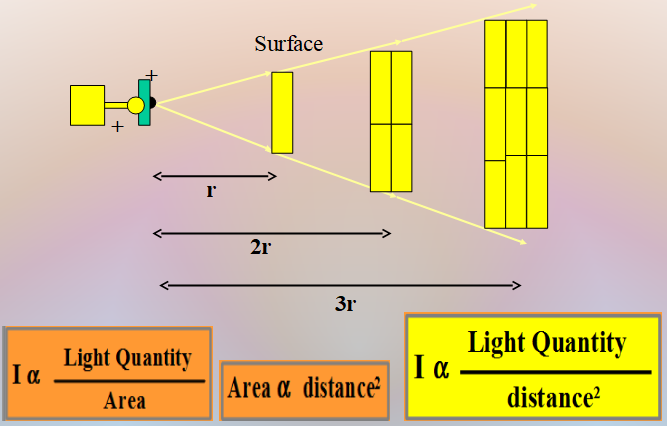 Surface
+
+
r
2r
3r
I α Light Quantity
Area
Area α distance²
I α Light Quantity
distance²